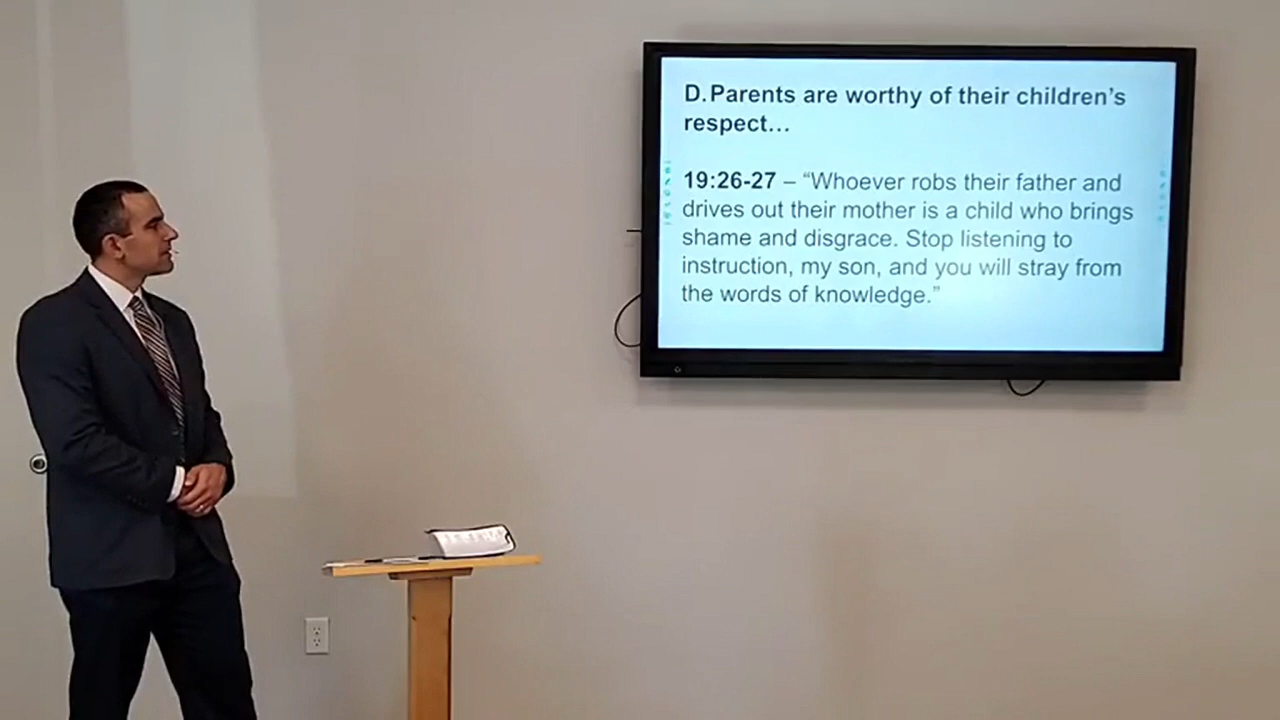 D. Parents are worthy of their children’s
respect…
19:26-27 – “Whoever robs their father and
drives out their mother is a child who brings
shame and disgrace. Stop listening to
instruction, my son, and you will stray from
the words of knowledge.”